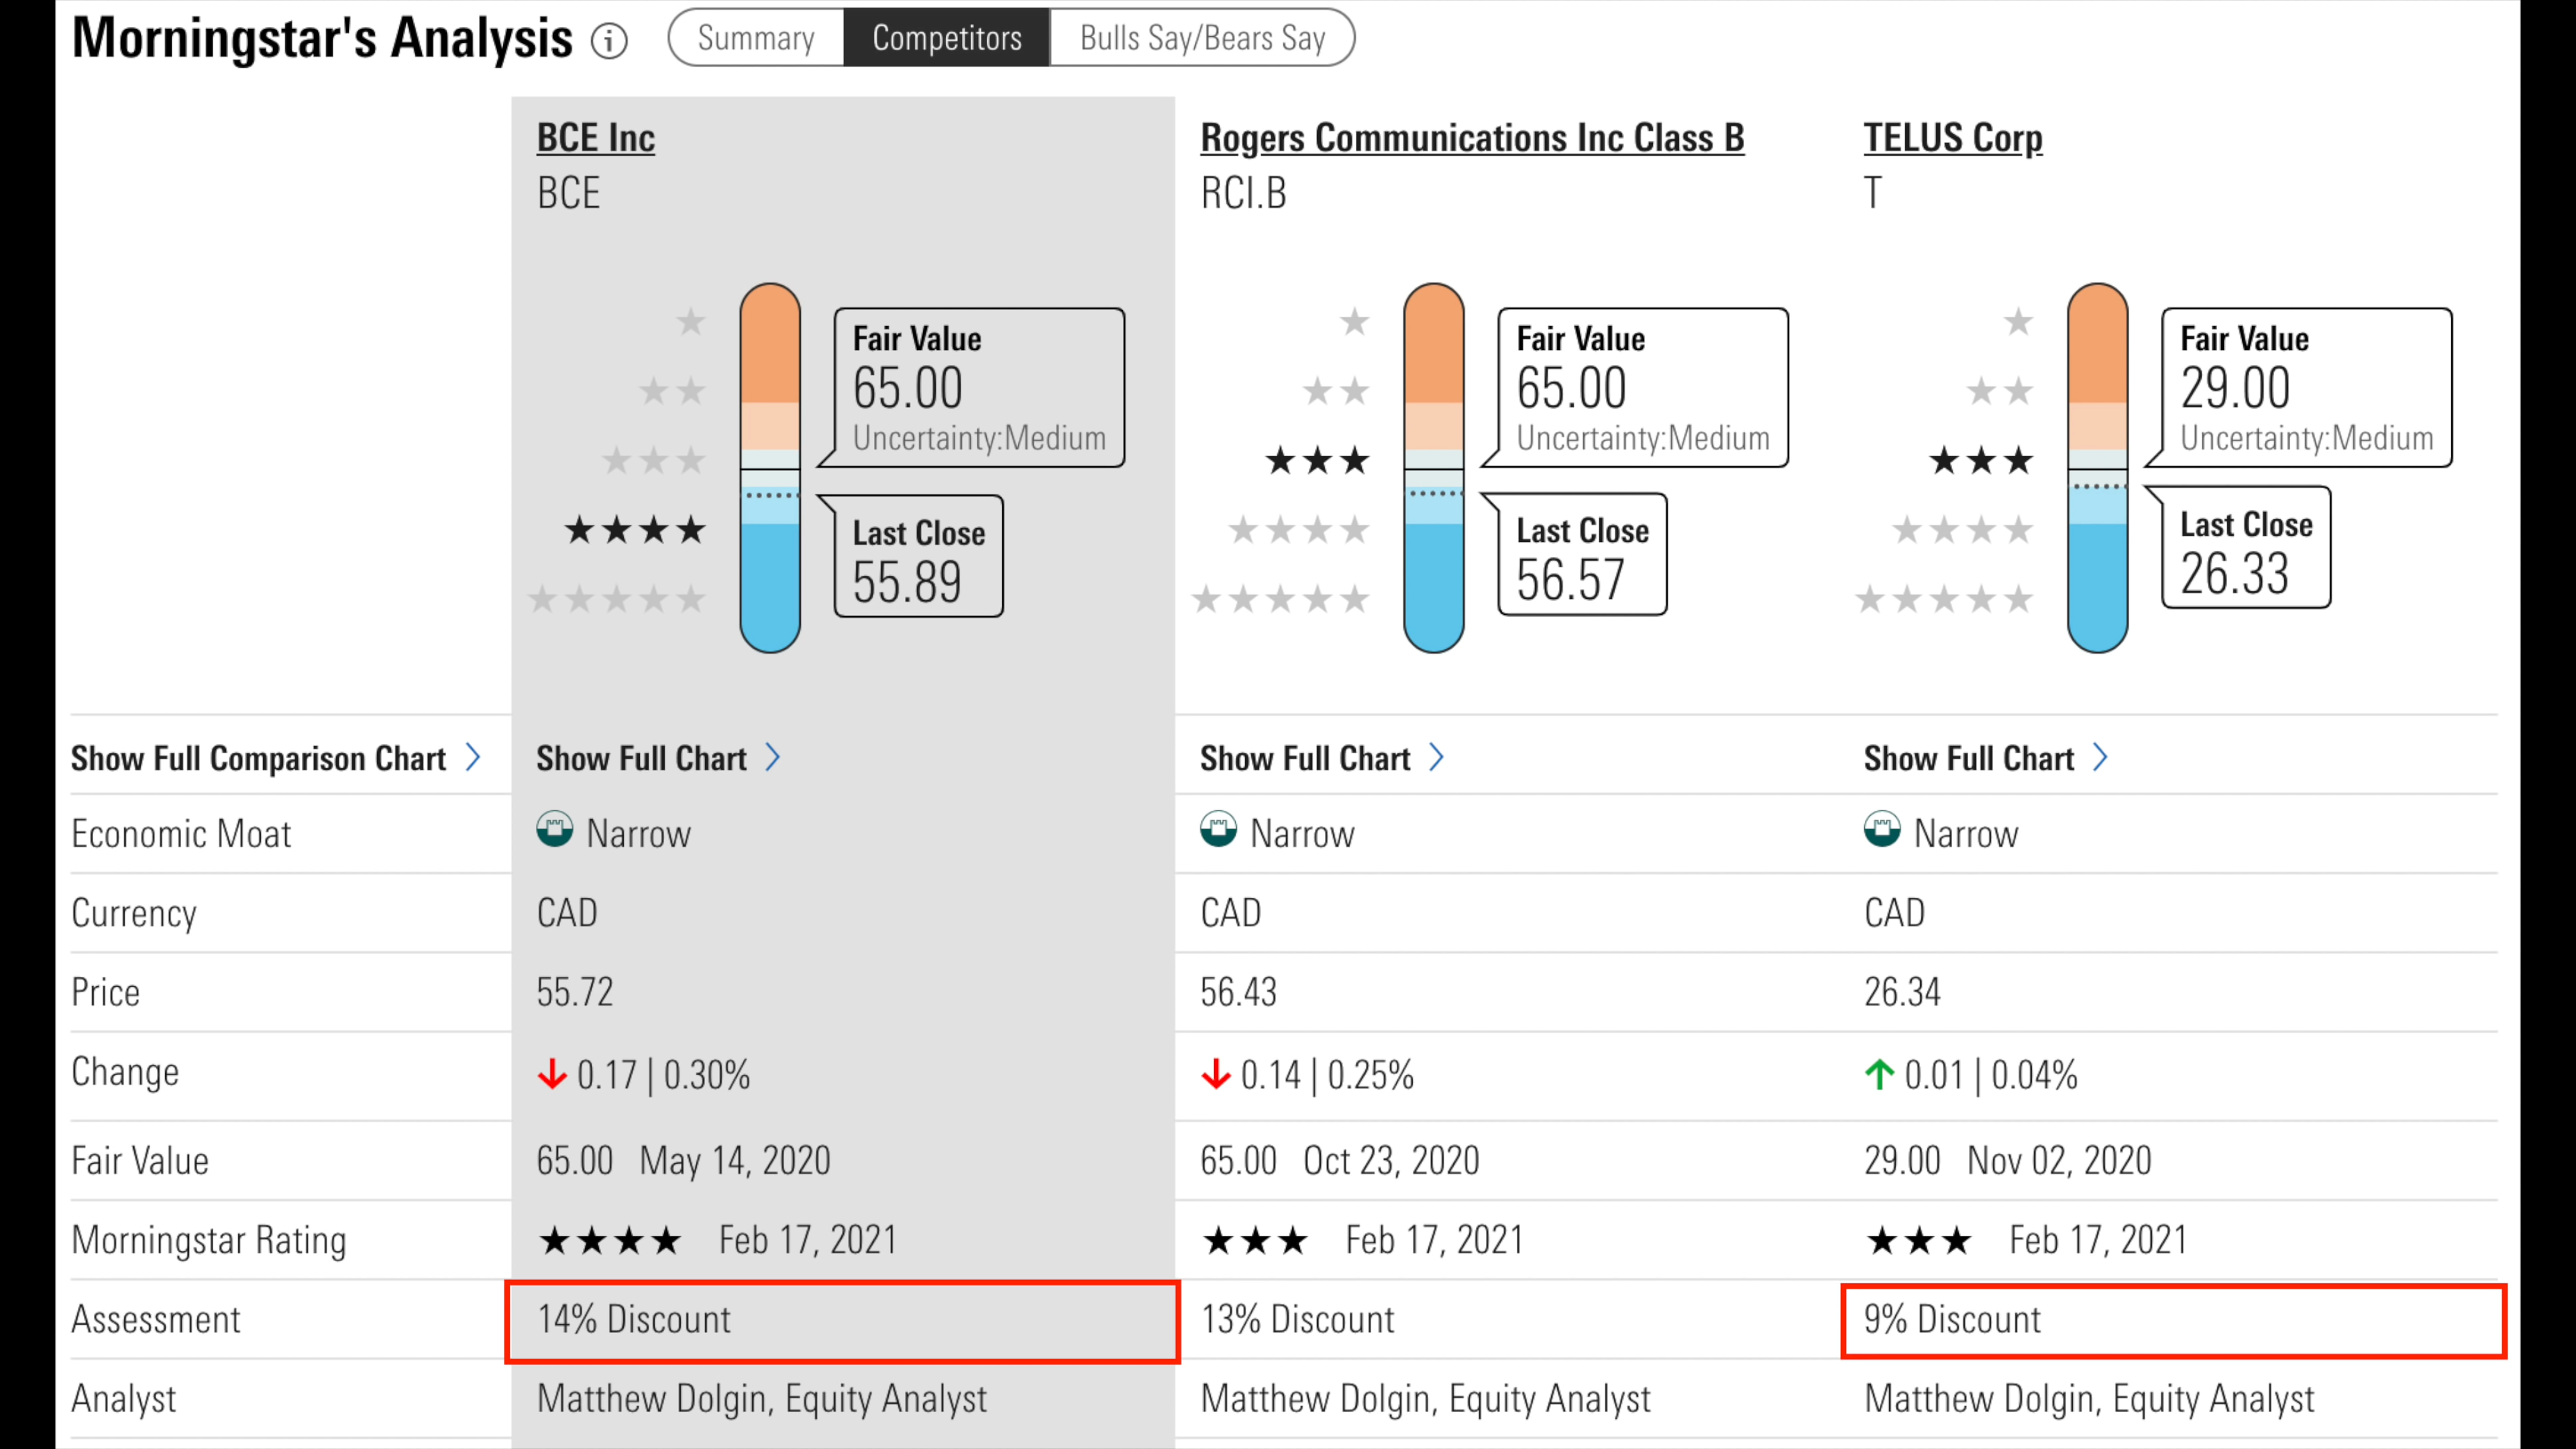 Morningstar's Analysis
Summary
Competitors
Bulls Say/Bears Say
BCE Inc
BCE
Rogers Communications Inc Class B
RCI.B
TELUS Corp
T
Fair Value
65.00
Uncertainty:Medium
Last Close
55.89
Fair Value
65.00
Uncertainty:Medium
Last Close
56.57
Fair Value
29.00
Uncertainty:Medium
Last Close
26.33
Show Full Comparison Chart Show Full Chart Show Full Chart Show Full Chart
Economic Moat Narrow Narrow Narrow
Currency CAD CAD CAD
Price 55.72 56.43 26.34
Change 0.17 | 0.30% 0.14 | 0.25% 0.01 | 0.04%
Fair Value 65.00 May 14, 2020 65.00 Oct 23, 2020 29.00 Nov 02, 2020
Morningstar Rating ★★★★ Feb 17, 2021 ★★★ Feb 17, 2021 ★★★ Feb 17, 2021
Assessment 14% Discount 13% Discount 9% Discount
Analyst Matthew Dolgin, Equity Analyst Matthew Dolgin, Equity Analyst Matthew Dolgin, Equity Analyst